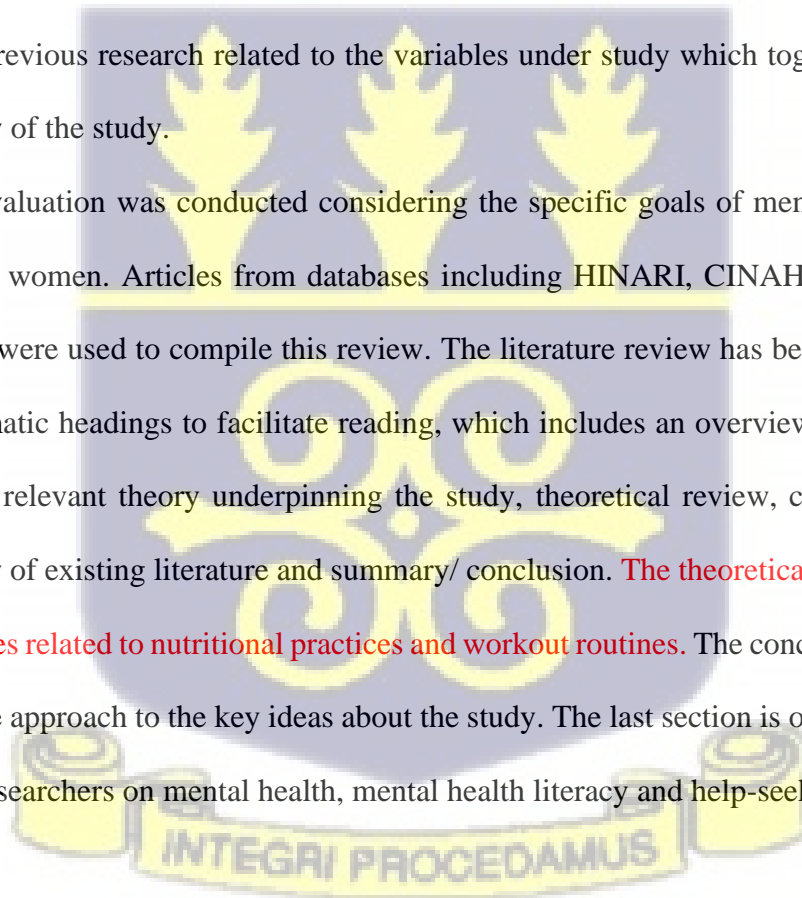 revious research related to the variables under study which tog
of the study.
valuation was conducted considering the specific goals of men
women. Articles from databases including HINARI, CINAH
were used to compile this review. The literature review has be
natic headings to facilitate reading, which includes an overview
relevant theory underpinning the study, theoretical review, c
of existing literature and summary/ conclusion. The theoretica
es related to nutritional practices and workout routines. The conc
e approach to the key ideas about the study. The last section is o
searchers on mental health, mental health literacy and help-seel
INTEGRI PROCEDAMUS